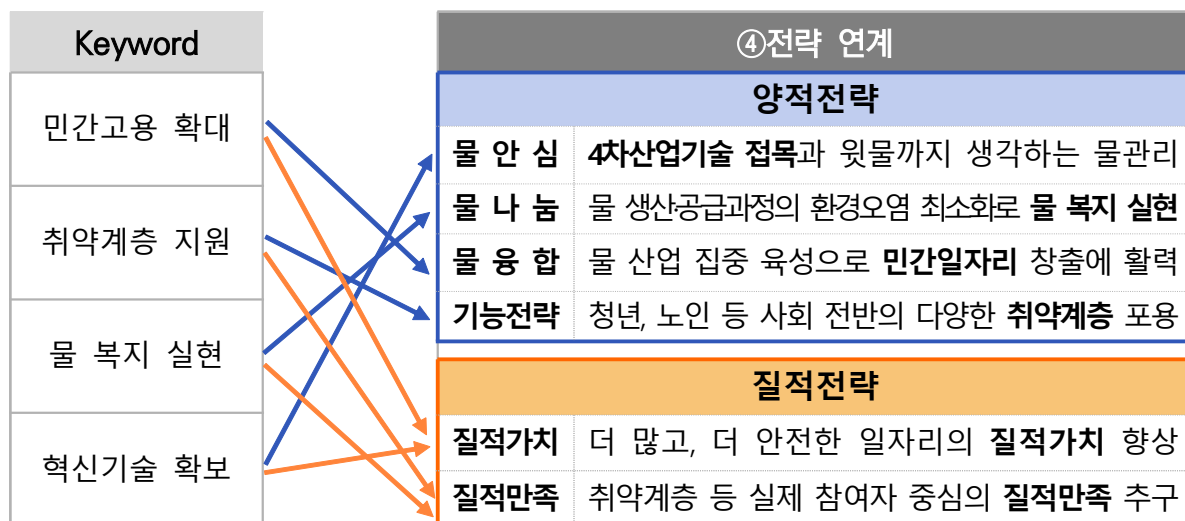 Keyword
민간고용 확대
취약계층 지원
물 복지 실현
혁신기술 확보
④전략 연계
양적전략
물 안 심 4차산업기술 접목과 윗물까지 생각하는 물관리
물 나 눔 물 생산·공급과정의 환경오염 최소화로 물 복지 실현
물 융 합 물 산업 집중 육성으로 민간일자리 창출에 활력
기능전략 청년, 노인 등 사회 전반의 다양한 취약계층 포용
질적전략
질적가치 더 많고, 더 안전한 일자리의 질적가치 향상
질적만족 취약계층 등 실제 참여자 중심의 질적만족 추구